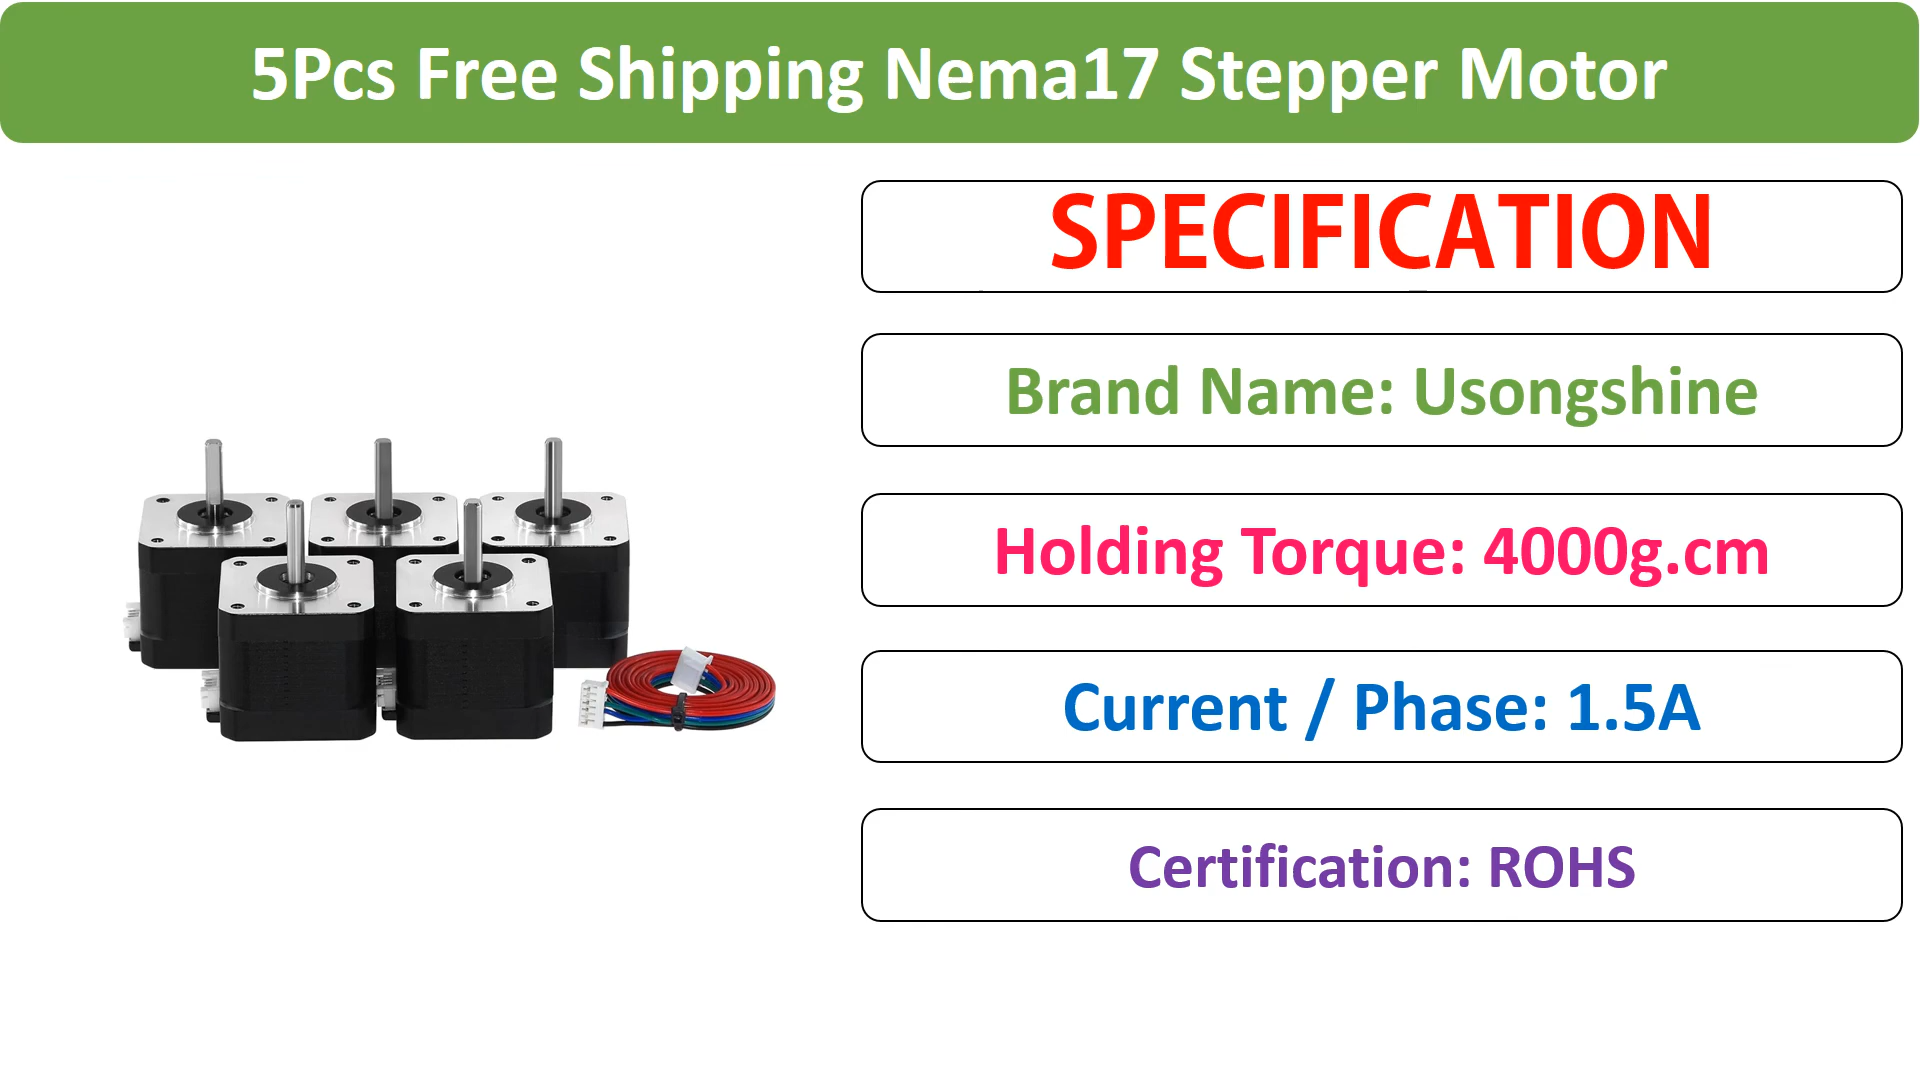 5Pcs Free Shipping Nema17 Stepper Motor
SPECIFICATION
Brand Name: Usongshine
Holding Torque: 4000g.cm
Current / Phase: 1.5A
Certification: ROHS